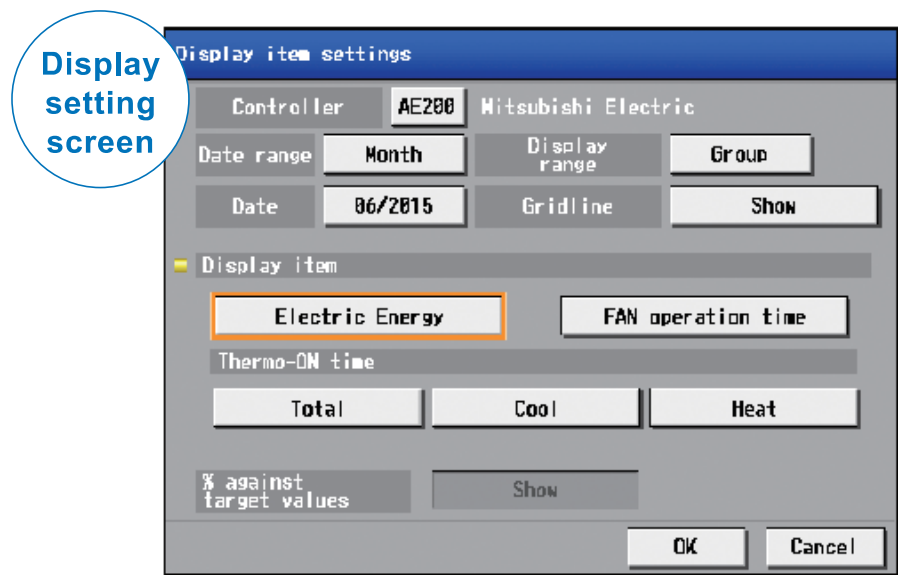 Display
setting
screen
Display item settings
Controller AE200 Mitsubishi Electric
Date range Month Display
range Group
Date 06/2015 Gridline Show
Display item
Electric Energy FAN operation time
Thermo-ON time
Total Cool Heat
% against
target values Show
OK Cancel